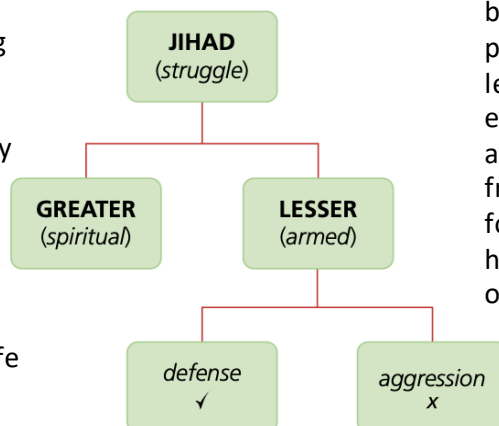 JIHAD
(struggle)
GREATER
(spiritual)
LESSER
(armed)
defense
✓
aggression
x